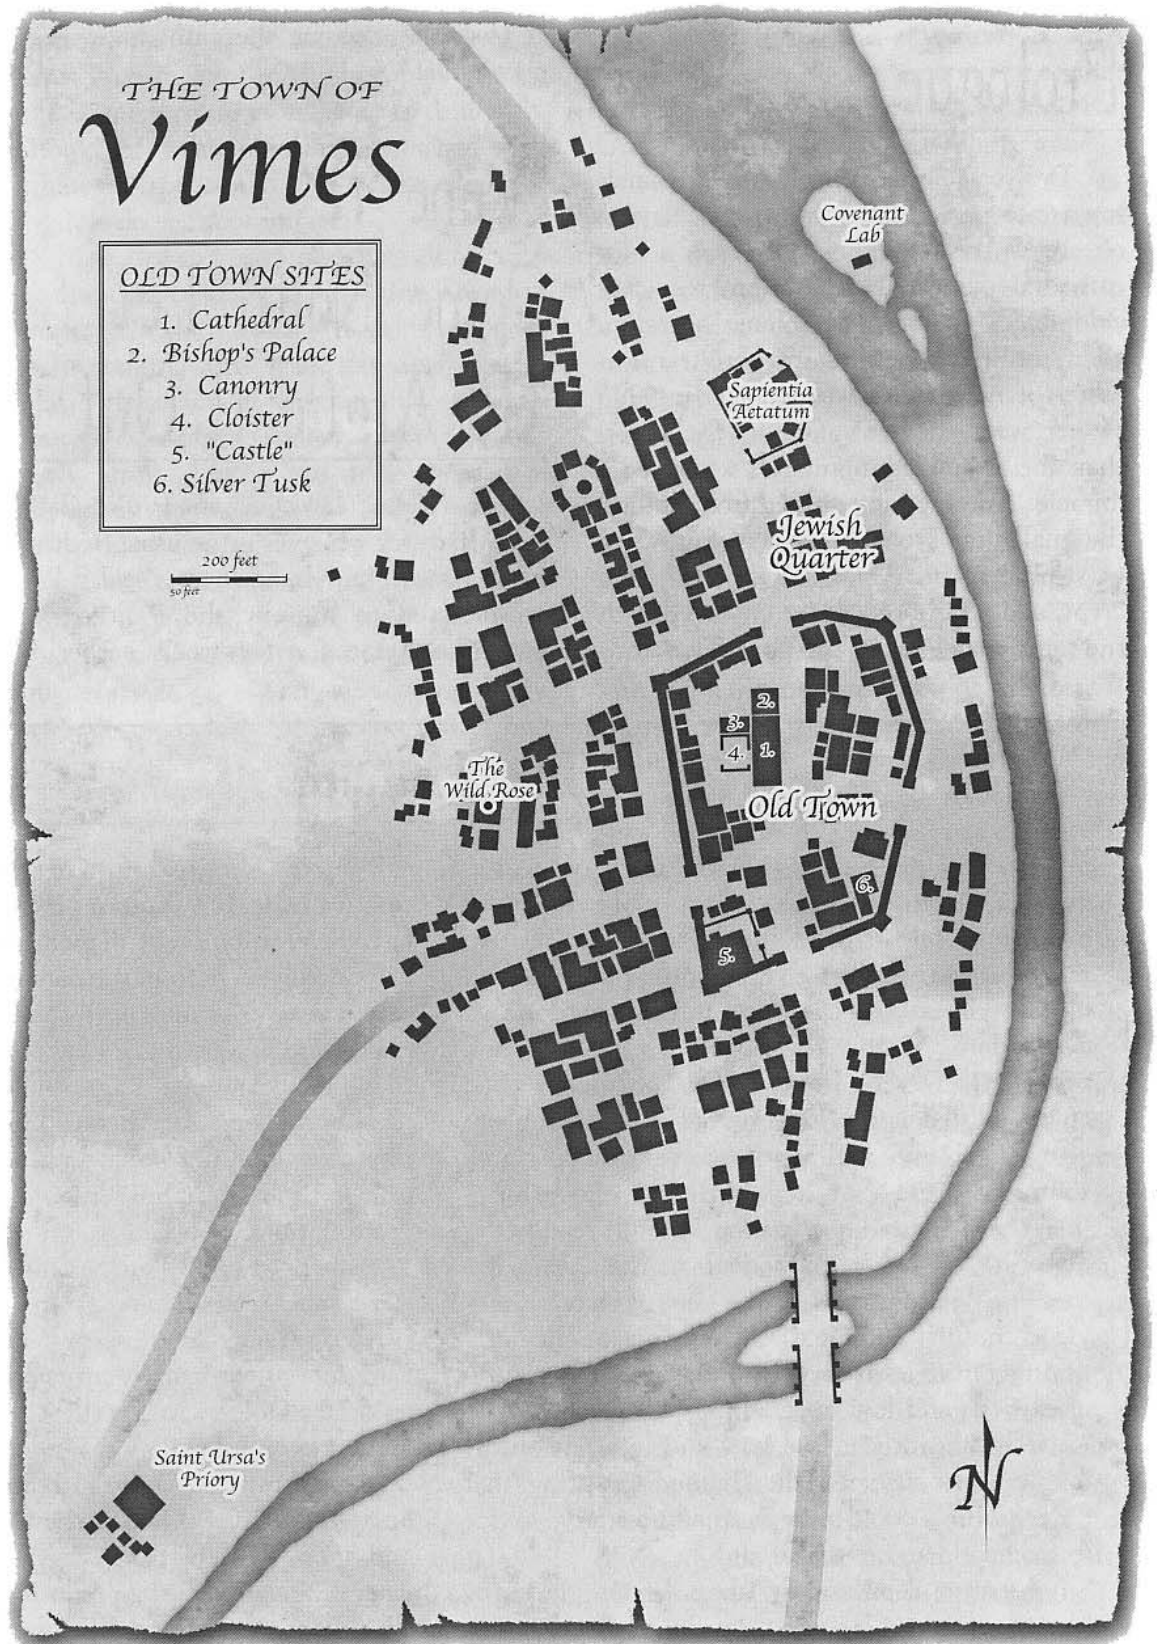 THE TOWN OF
Vimes
OLD TOWN SITES
1. Cathedral
2. Bishop's Palace
3. Canonry
4. Cloister
5. "Castle"
6. Silver Tusk
200 feet
50 feet
Covenant
Lab
Sapientia
Aetatum
Jewish
Quarter
2.
3.
4.
1.
The
Wild Rose
Old Town
6.
5.
Saint Ursa's
Priory
N